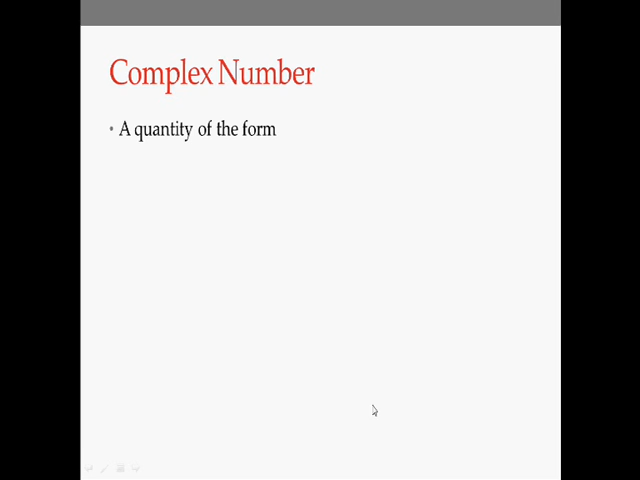 Complex Number
• A quantity of the form